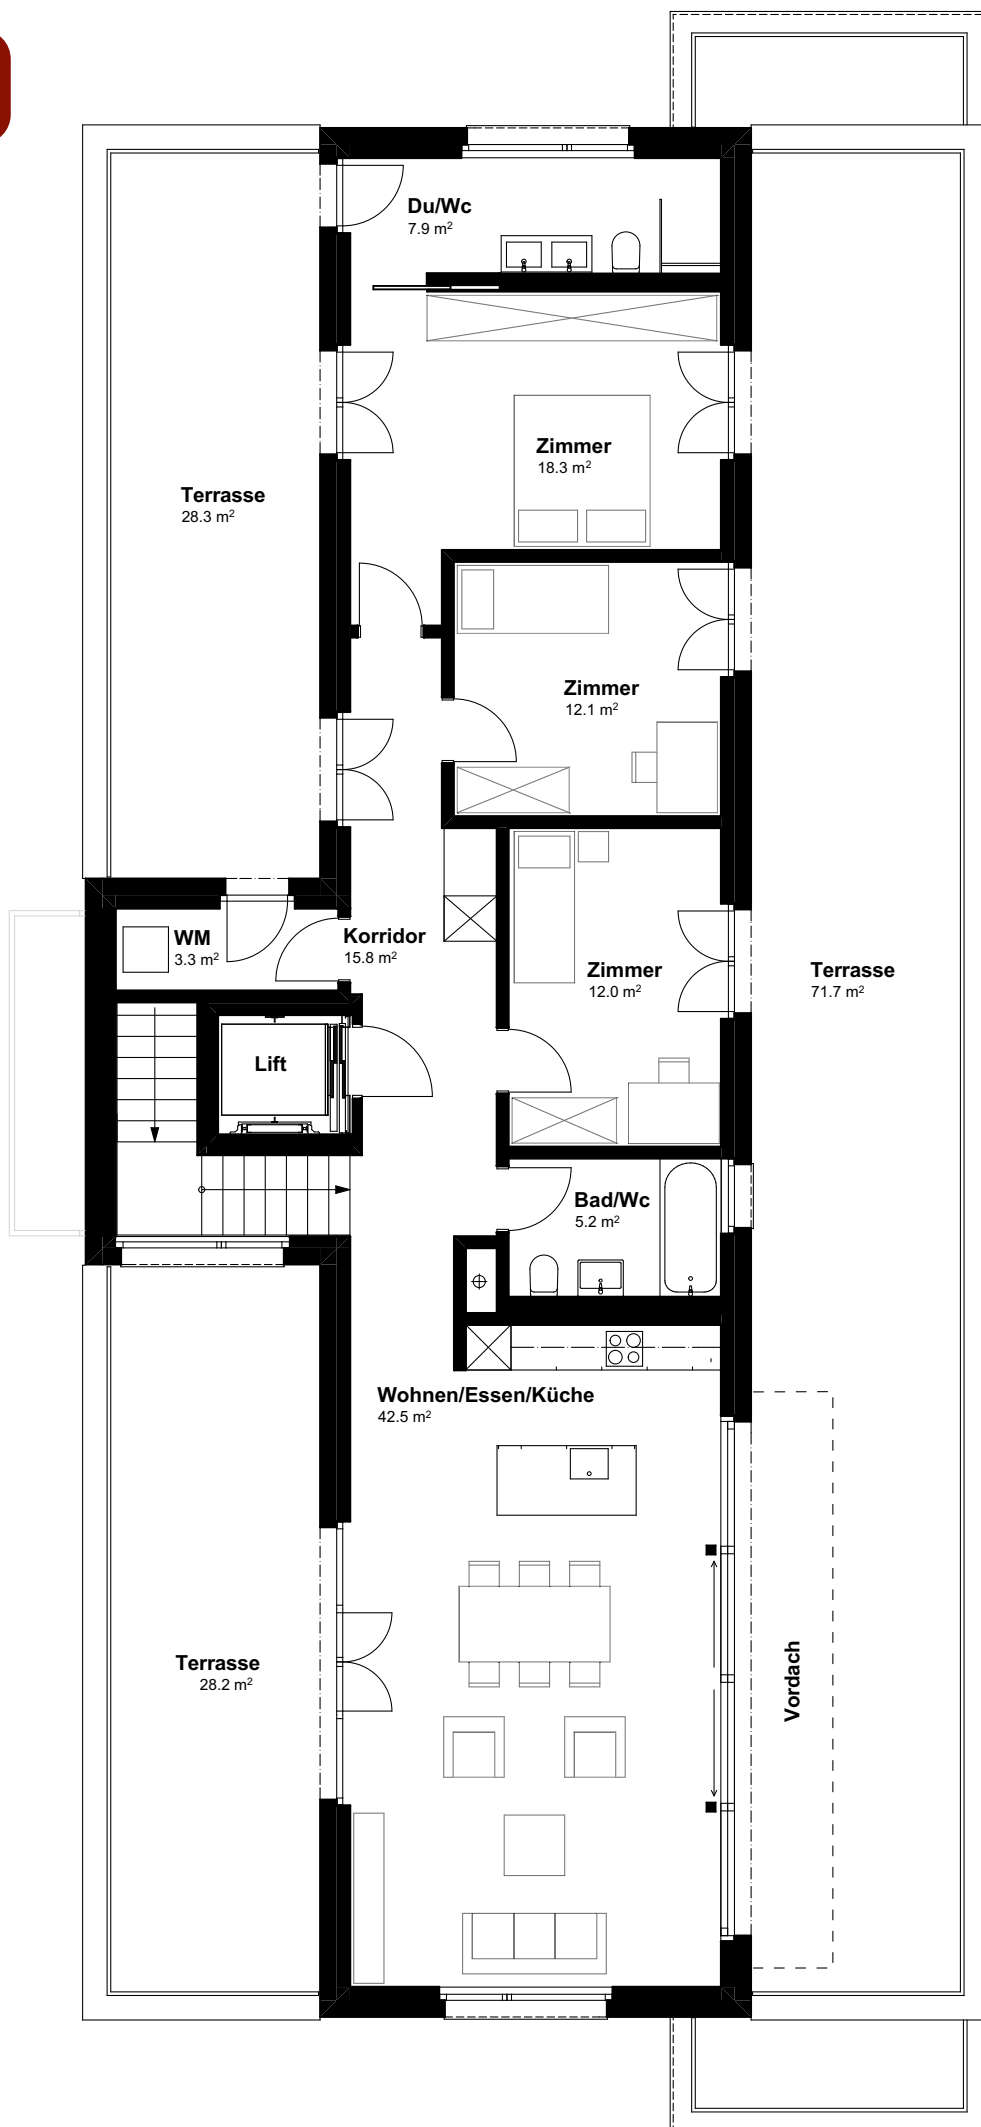 Du/Wc
7.9 m²
Zimmer
18.3 m²
Terrasse
28.3 m²
Zimmer
12.1 m²
WM
3.3 m²
Korridor
15.8 m²
Zimmer
12.0 m²
Terrasse
71.7 m²
Lift
Bad/Wc
5.2 m²
Wohnen/Essen/Küche
42.5 m²
Terrasse
28.2 m²
Vordach